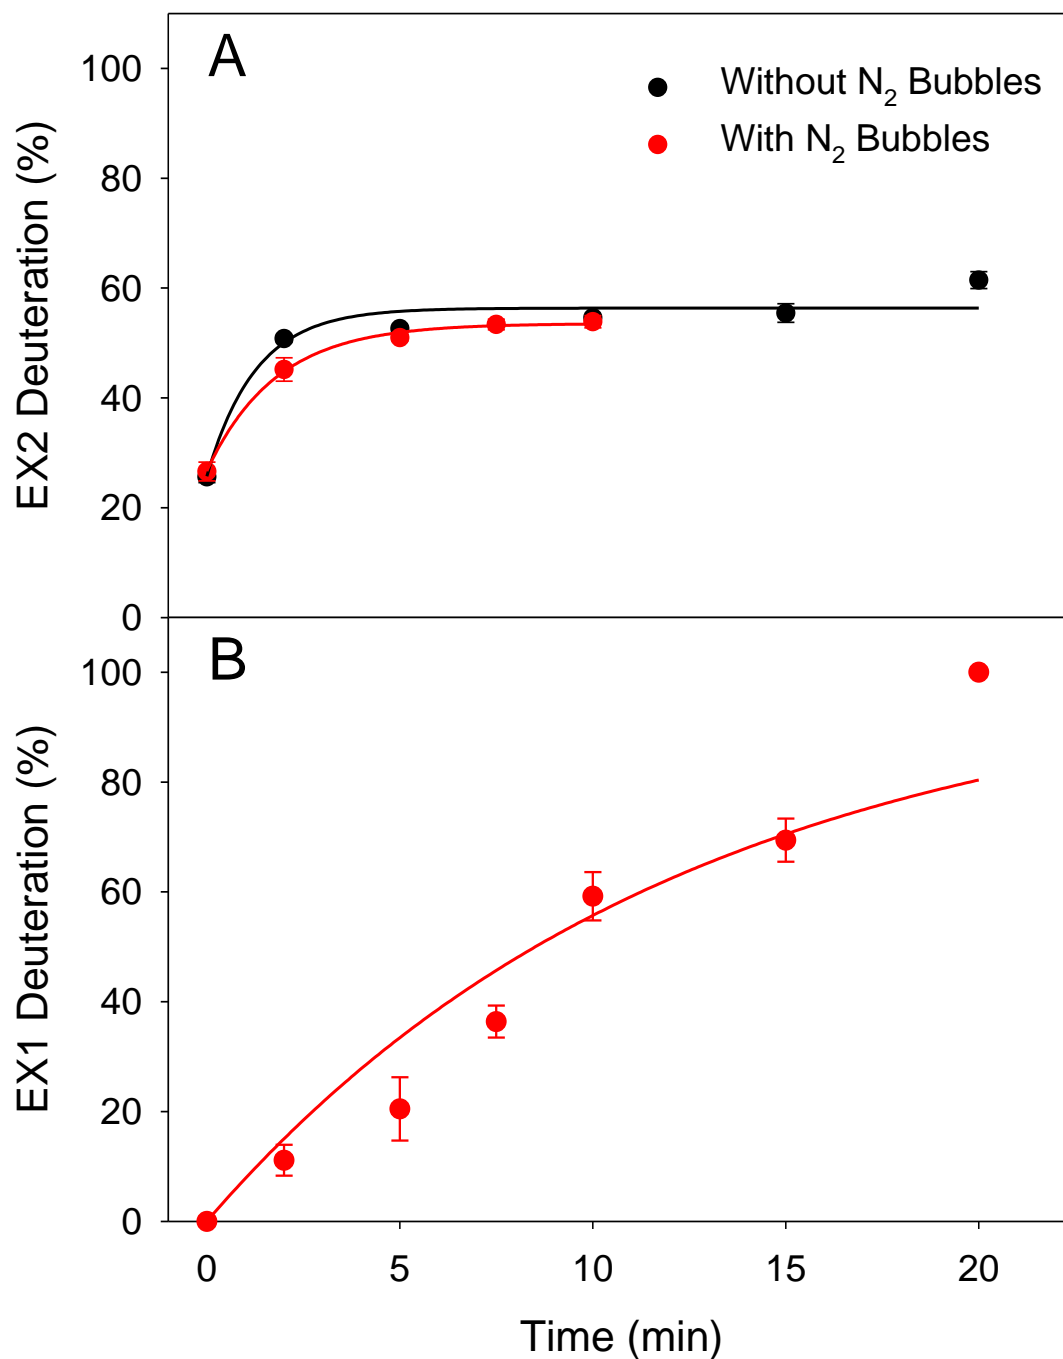 A
Without N₂ Bubbles
With N₂ Bubbles
EX2 Deuteration (%)
100
80
60
40
20
0
B
EX1 Deuteration (%)
100
80
60
40
20
0
0 5 10 15 20
Time (min)